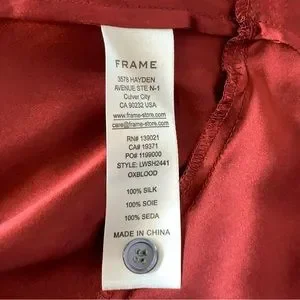 FRAME
3578 HAYDEN
AVENUE STE N-1
Culver City
CA 90232 USA
www.frame-store.com
care@frame-store.com
RN# 139021
CA# 19371
PO# 1199000
STYLE: LWSH2441
OXBLOOD
100% SILK
100% SOIE
100% SEDA
MADE IN CHINA